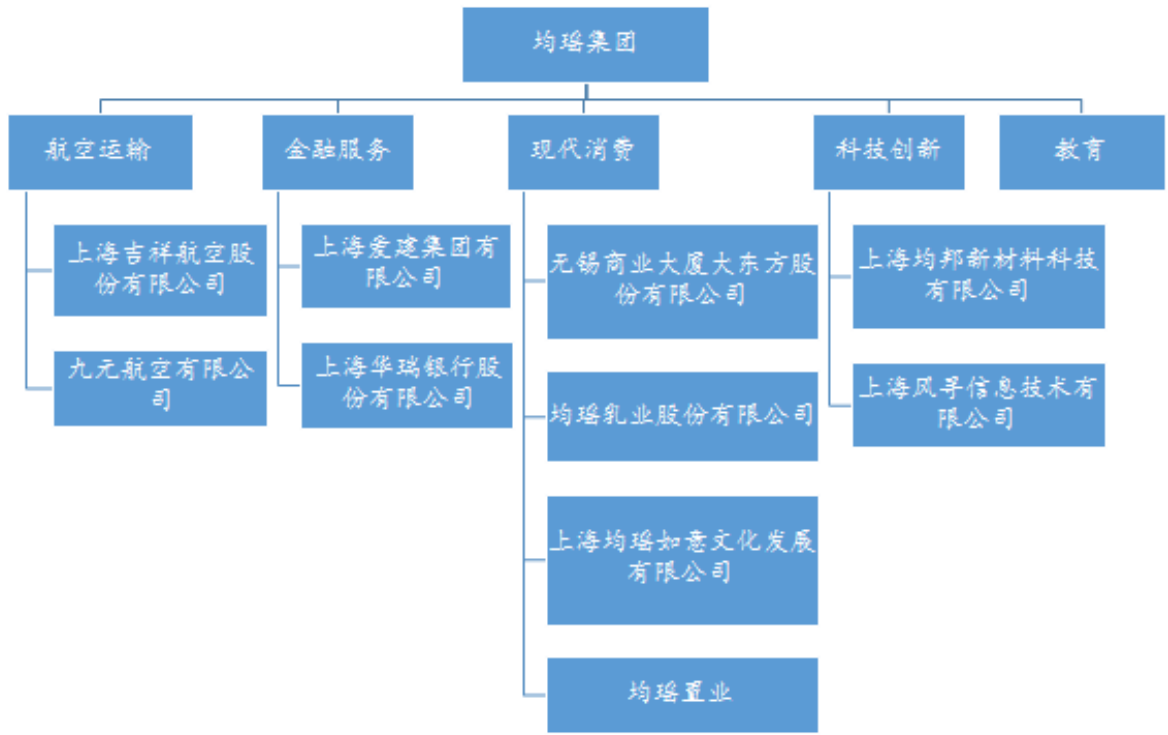 均瑶集团
航空运输
金融服务
现代消费
科技创新
教育
上海吉祥航空股
份有限公司
九元航空有限公
司
上海爱建集团有
限公司
上海华瑞银行股
份有限公司
无锡商业大厦大东方股
份有限公司
均瑶乳业股份有限公司
上海均瑶如意文化发展
有限公司
均瑶置业
上海均邦新材料科技
有限公司
上海风寻信息技术有
限公司